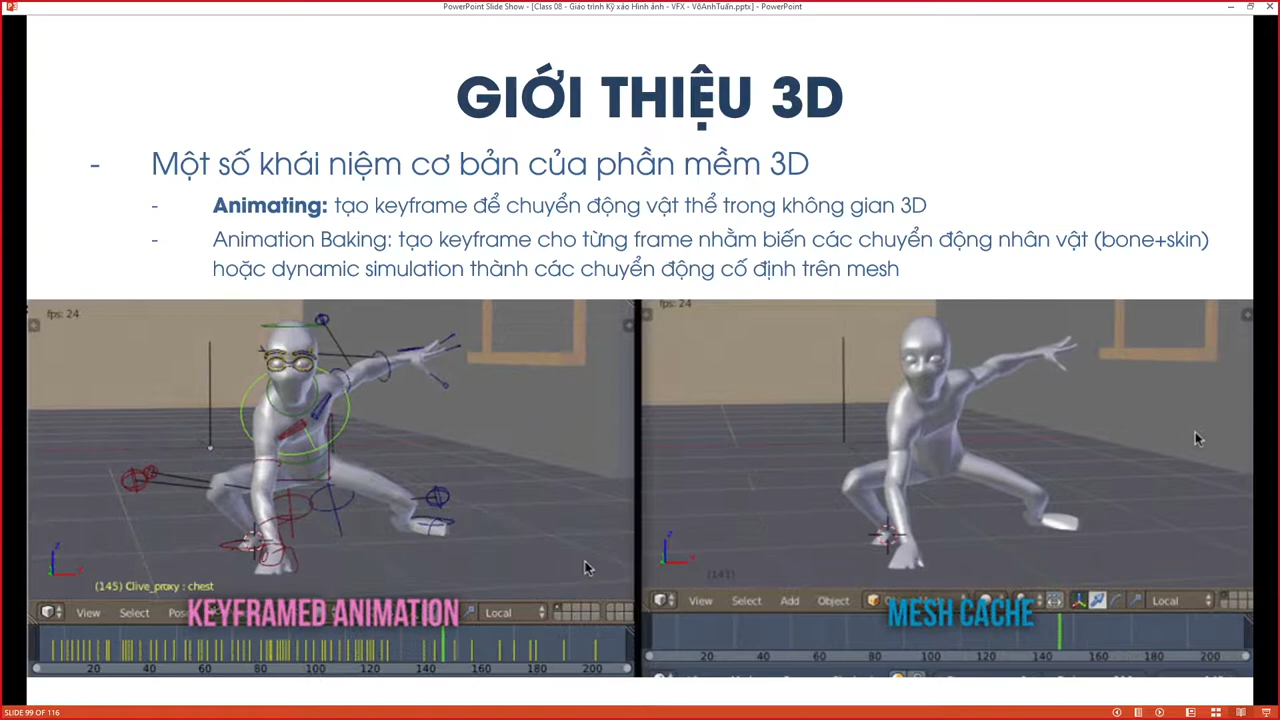 PowerPoint Slide Show - [Class 08 - Giáo trình Kỹ xảo Hình ảnh - VFX - VõAnhTuấn.pptx] - PowerPoint
GIỚI THIỆU 3D
- Một số khái niệm cơ bản của phần mềm 3D
- Animating: tạo keyframe để chuyển động vật thể trong không gian 3D
- Animation Baking: tạo keyframe cho từng frame nhằm biến các chuyển động nhân vật (bone+skin)
hoặc dynamic simulation thành các chuyển động cố định trên mesh
fps: 24
(145) Clive_proxy : chest
View Select Local
KEYFRAMED ANIMATION
20 40 60 80 100 120 140 160 180 200
fps: 24
(141)
View Select Add Object Local
MESH CACHE
20 40 60 80 100 120 140 160 180 200
SLIDE 99 OF 116